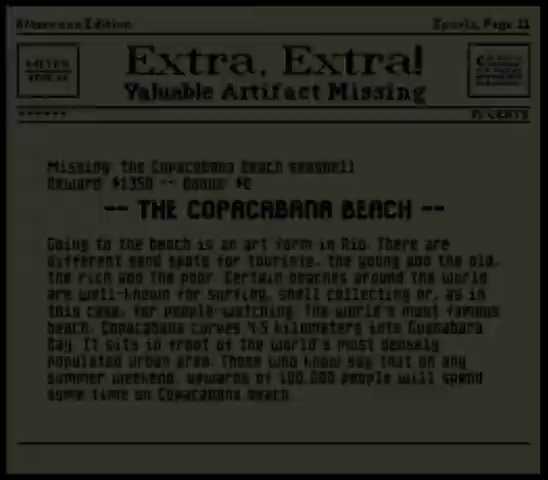 Afternoon Edition Sports, Page 11
Extra, Extra!
Valuable Artifact Missing
METRO
75 CENTS
Missing: the Copacabana Beach seashell
Reward: $1350 -- Bonus: $0
-- THE COPACABANA BEACH --
Going to the beach is an art form in Rio. There are
different sand spots for tourists, the young and the old,
the rich and the poor. Certain beaches around the world
are well-known for surfing, shell collecting or, as in
this case, for people-watching. The world's most famous
beach, Copacabana curves 4.5 kilometers into Guanabara
Bay. It sits in front of the world's most densely
populated urban area. Those who know say that on any
summer weekend, upwards of 100,000 people will spend
some time on Copacabana beach.